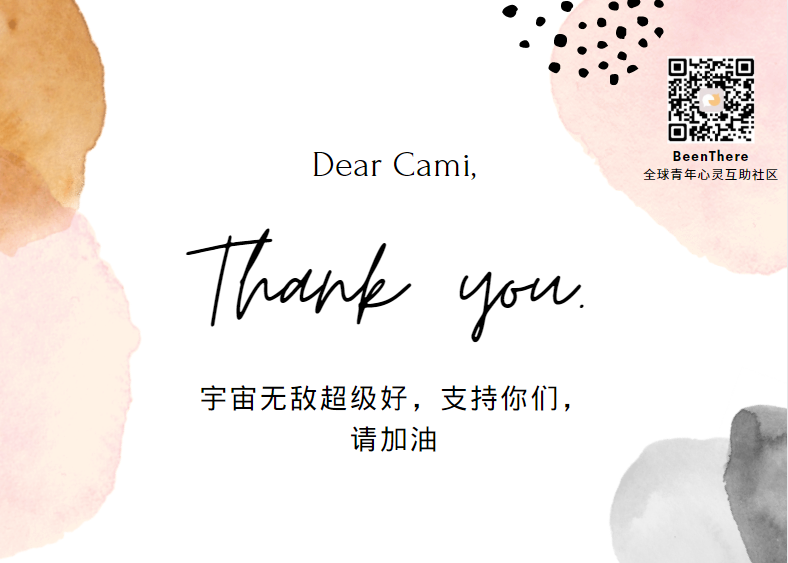 BeenThere
全球青年心灵互助社区
Dear Cami,
Thank you.
宇宙无敌超级好，支持你们，
请加油